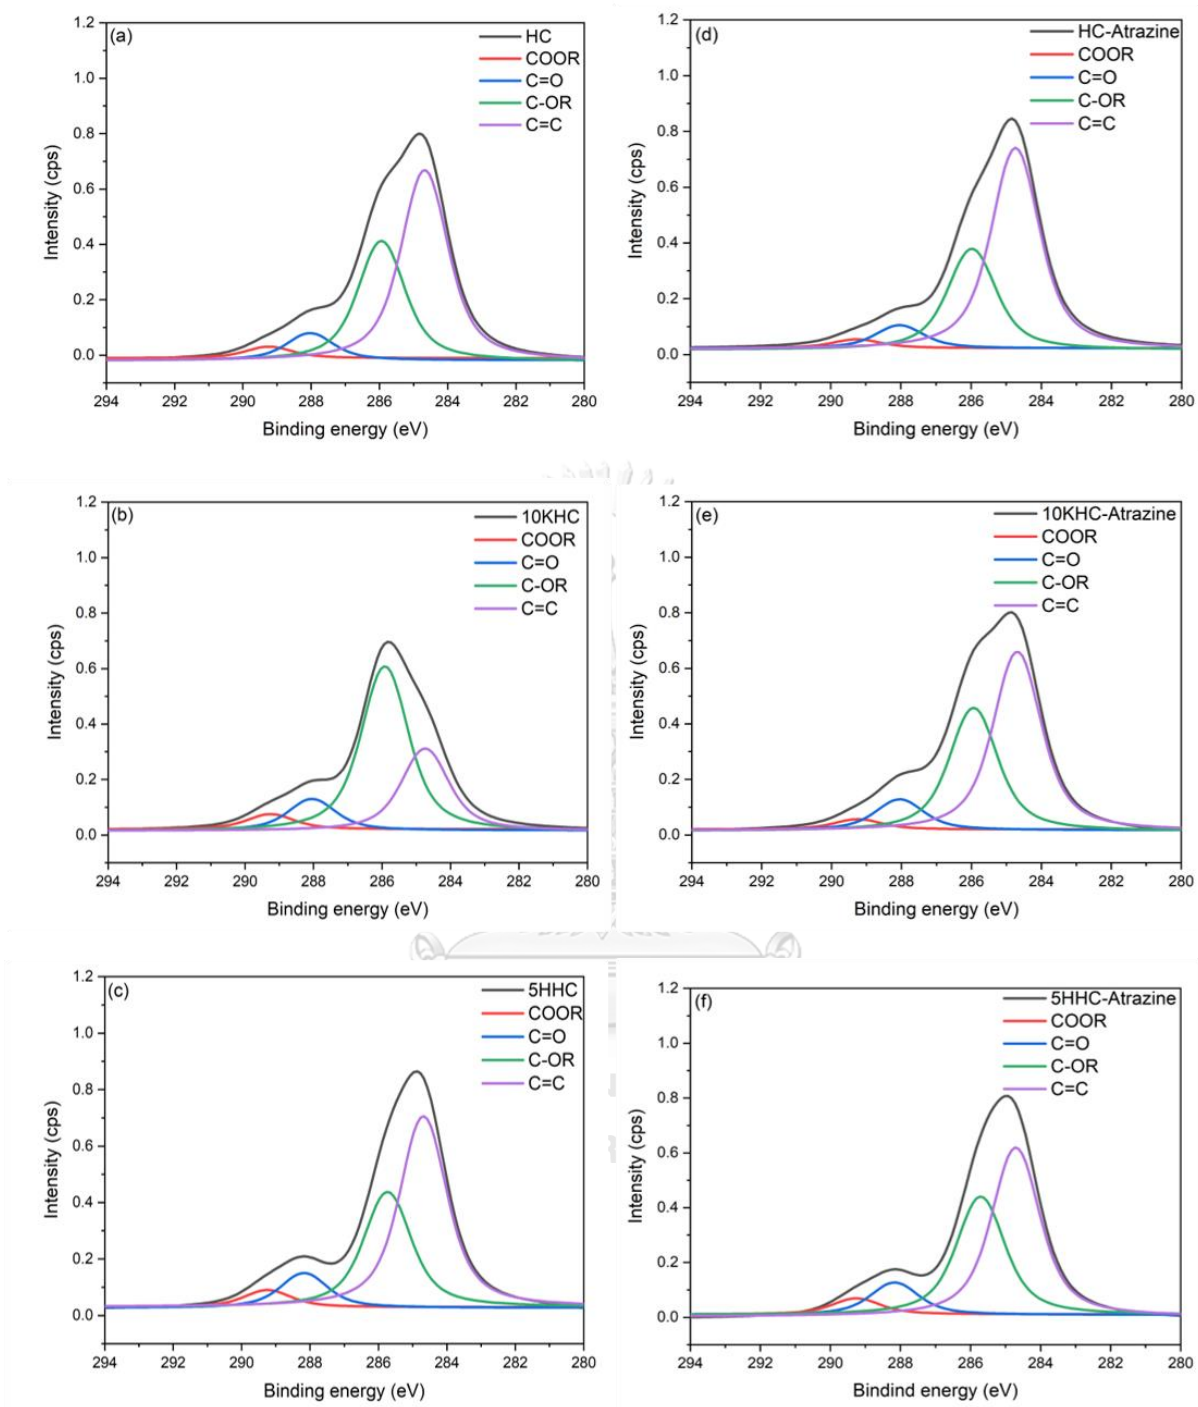 (a)
HC
COOR
C=O
C-OR
C=C
1.2
1.0
0.8
0.6
0.4
0.2
0.0
Intensity (cps)
294 292 290 288 286 284 282 280
Binding energy (eV)
(d)
HC-Atrazine
COOR
C=O
C-OR
C=C
1.2
1.0
0.8
0.6
0.4
0.2
0.0
Intensity (cps)
294 292 290 288 286 284 282 280
Binding energy (eV)
(b)
10KHC
COOR
C=O
C-OR
C=C
1.2
1.0
0.8
0.6
0.4
0.2
0.0
Intensity (cps)
294 292 290 288 286 284 282 280
Binding energy (eV)
(e)
10KHC-Atrazine
COOR
C=O
C-OR
C=C
1.2
1.0
0.8
0.6
0.4
0.2
0.0
Intensity (cps)
294 292 290 288 286 284 282 280
Binding energy (eV)
(c)
5HHC
COOR
C=O
C-OR
C=C
1.2
1.0
0.8
0.6
0.4
0.2
0.0
Intensity (cps)
294 292 290 288 286 284 282 280
Binding energy (eV)
(f)
5HHC-Atrazine
COOR
C=O
C-OR
C=C
1.2
1.0
0.8
0.6
0.4
0.2
0.0
Intensity (cps)
294 292 290 288 286 284 282 280
Bindind energy (eV)